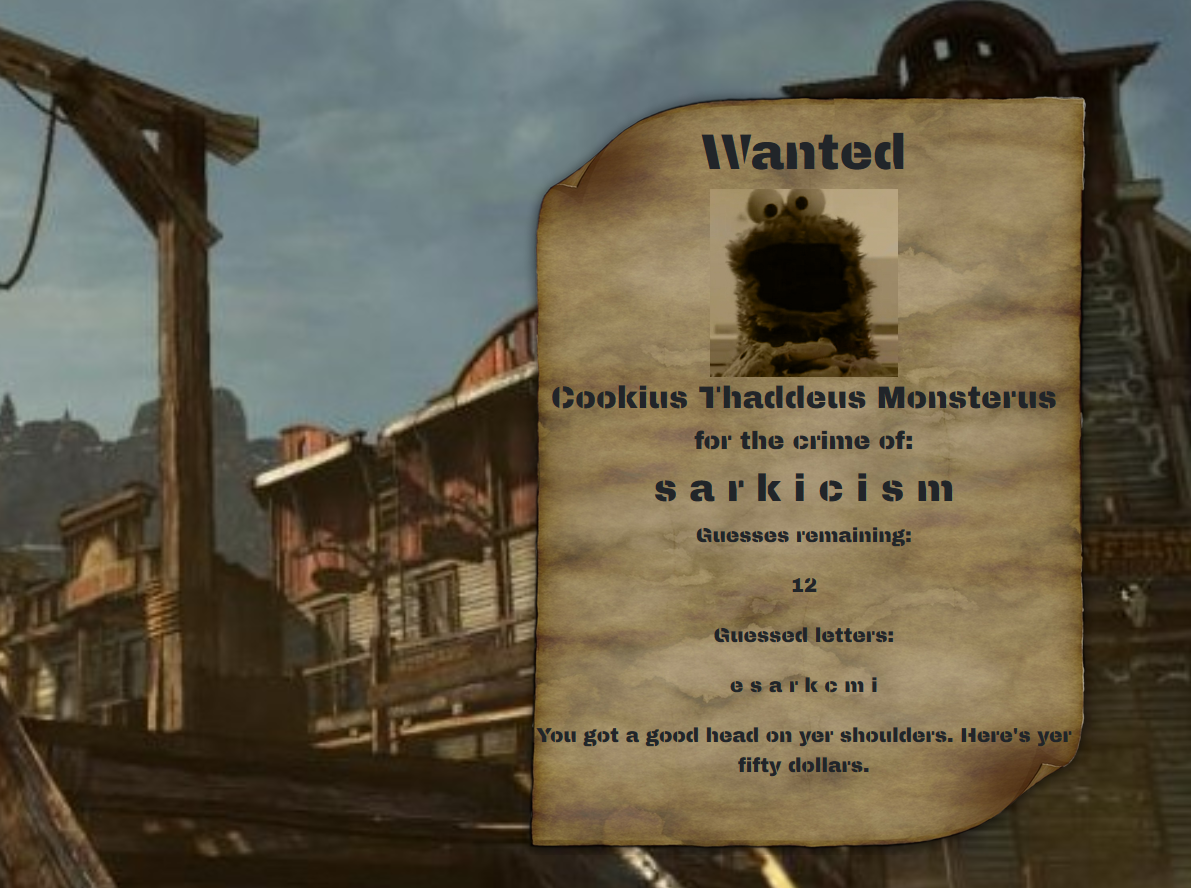 Wanted
Cookius Thaddeus Monsterus
for the crime of:
s a r k i c i s m
Guesses remaining:
12
Guessed letters:
e s a r k c m i
You got a good head on yer shoulders. Here's yer
fifty dollars.